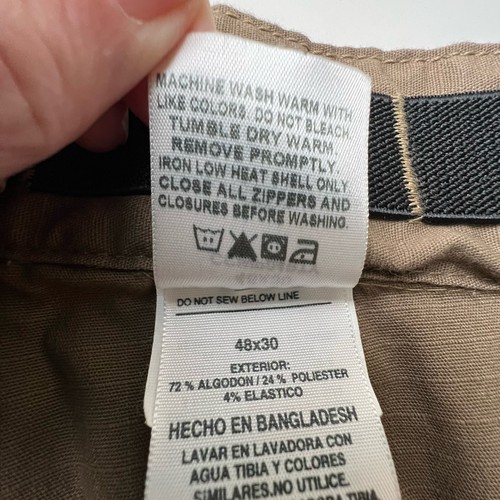 MACHINE WASH WARM WITH
LIKE COLORS. DO NOT BLEACH.
TUMBLE DRY WARM.
REMOVE PROMPTLY.
IRON LOW HEAT SHELL ONLY.
CLOSE ALL ZIPPERS AND
CLOSURES BEFORE WASHING.
DO NOT SEW BELOW LINE
48x30
EXTERIOR:
72 % ALGODON / 24 % POLIESTER
4% ELASTICO
HECHO EN BANGLADESH
LAVAR EN LAVADORA CON
AGUA TIBIA Y COLORES
SIMILARES.NO UTILICE
TIBIA